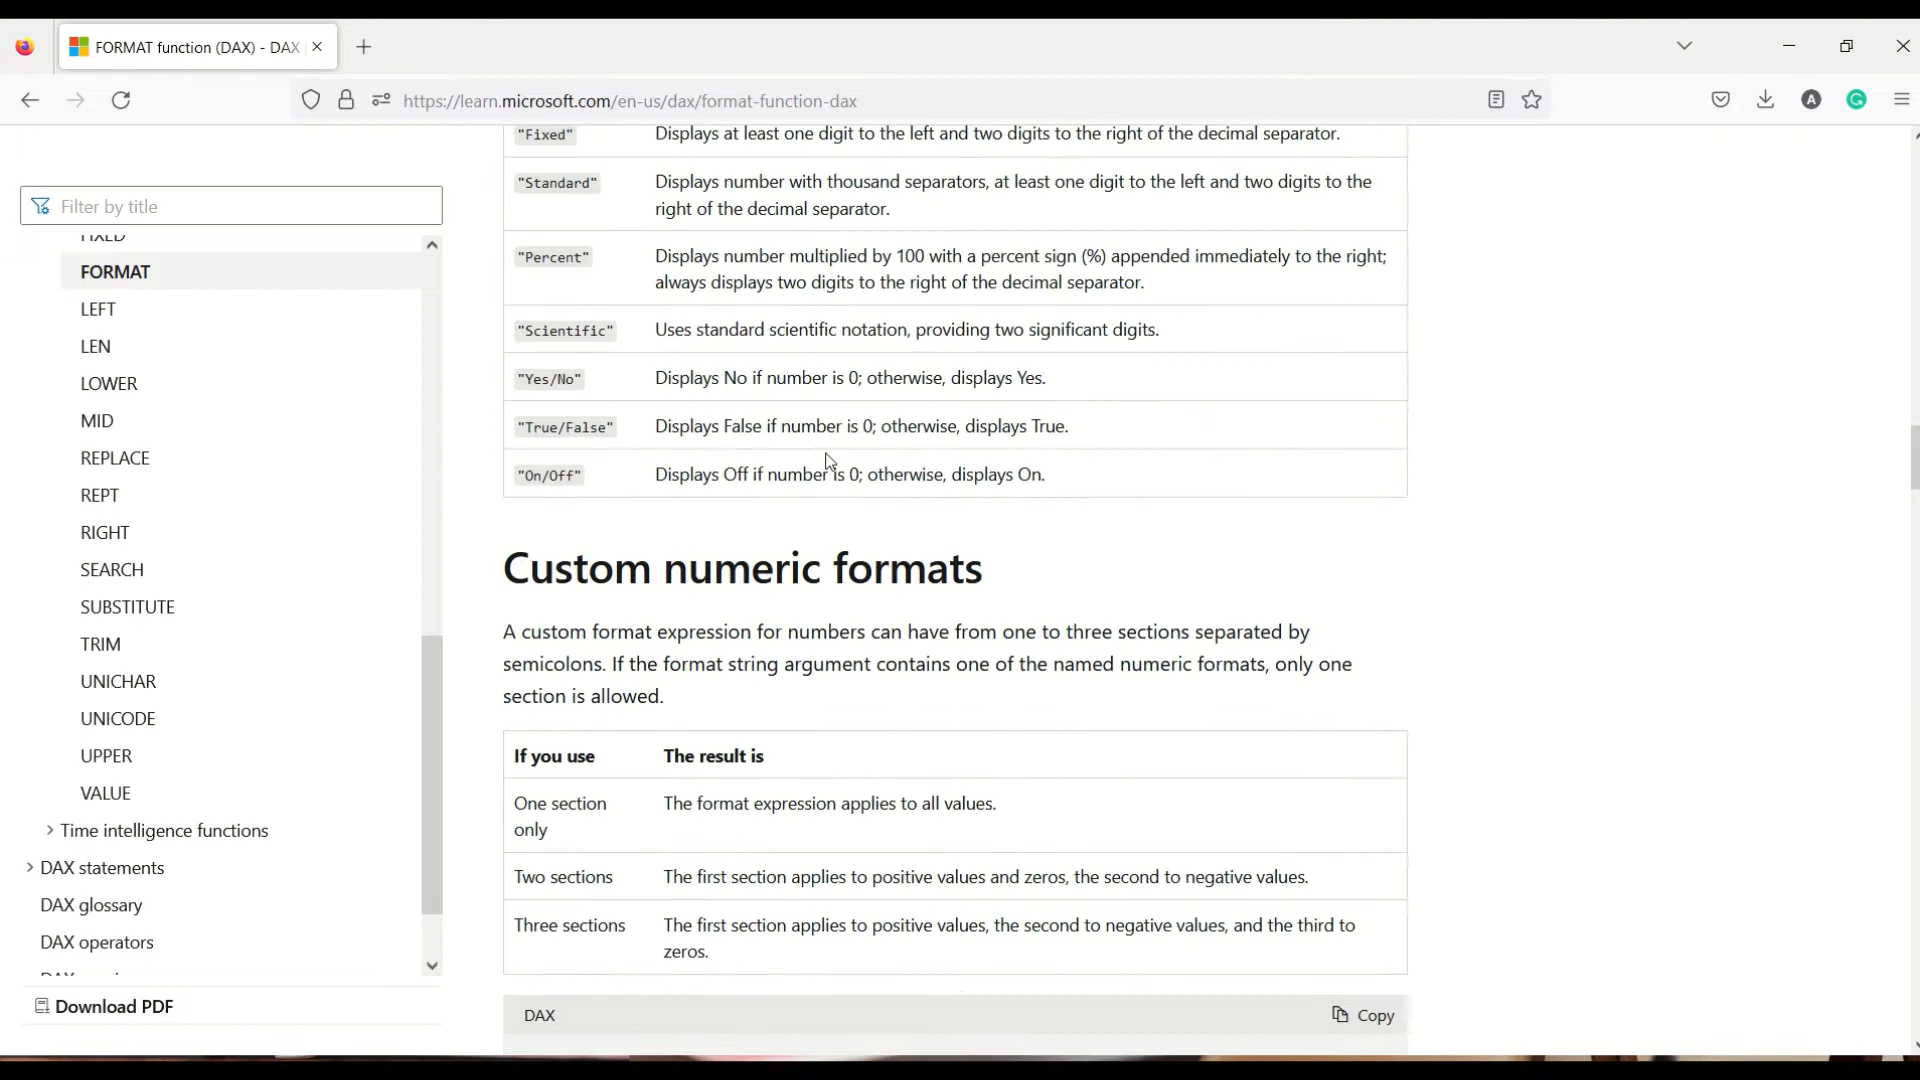 FORMAT function (DAX) - DAX
https://learn.microsoft.com/en-us/dax/format-function-dax
A
G
Filter by title
FIXED
FORMAT
LEFT
LEN
LOWER
MID
REPLACE
REPT
RIGHT
SEARCH
SUBSTITUTE
TRIM
UNICHAR
UNICODE
UPPER
VALUE
Time intelligence functions
DAX statements
DAX glossary
DAX operators
Download PDF
"Fixed" Displays at least one digit to the left and two digits to the right of the decimal separator.
"Standard" Displays number with thousand separators, at least one digit to the left and two digits to the
right of the decimal separator.
"Percent" Displays number multiplied by 100 with a percent sign (%) appended immediately to the right;
always displays two digits to the right of the decimal separator.
"Scientific" Uses standard scientific notation, providing two significant digits.
"Yes/No" Displays No if number is 0; otherwise, displays Yes.
"True/False" Displays False if number is 0; otherwise, displays True.
"On/Off" Displays Off if number is 0; otherwise, displays On.
Custom numeric formats
A custom format expression for numbers can have from one to three sections separated by
semicolons. If the format string argument contains one of the named numeric formats, only one
section is allowed.
If you use The result is
One section The format expression applies to all values.
only
Two sections The first section applies to positive values and zeros, the second to negative values.
Three sections The first section applies to positive values, the second to negative values, and the third to
zeros.
DAX Copy